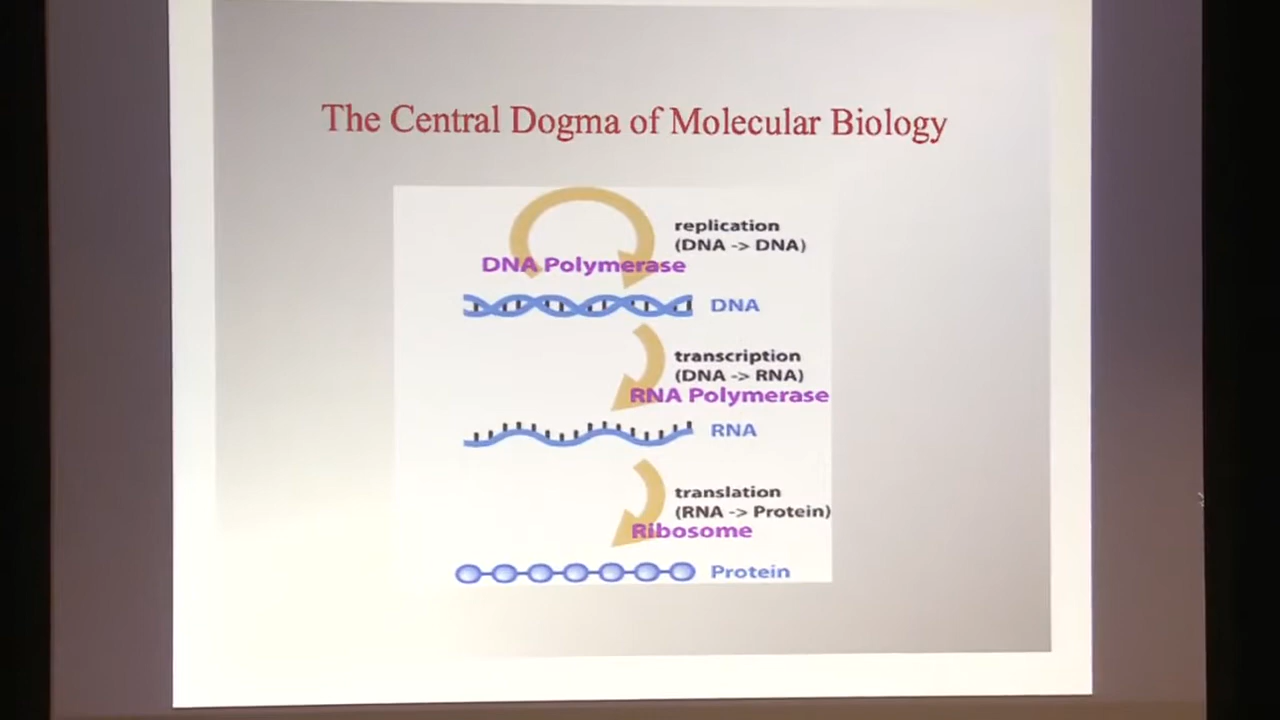 The Central Dogma of Molecular Biology
replication
(DNA -> DNA)
DNA Polymerase
DNA
transcription
(DNA -> RNA)
RNA Polymerase
RNA
translation
(RNA -> Protein)
Ribosome
Protein